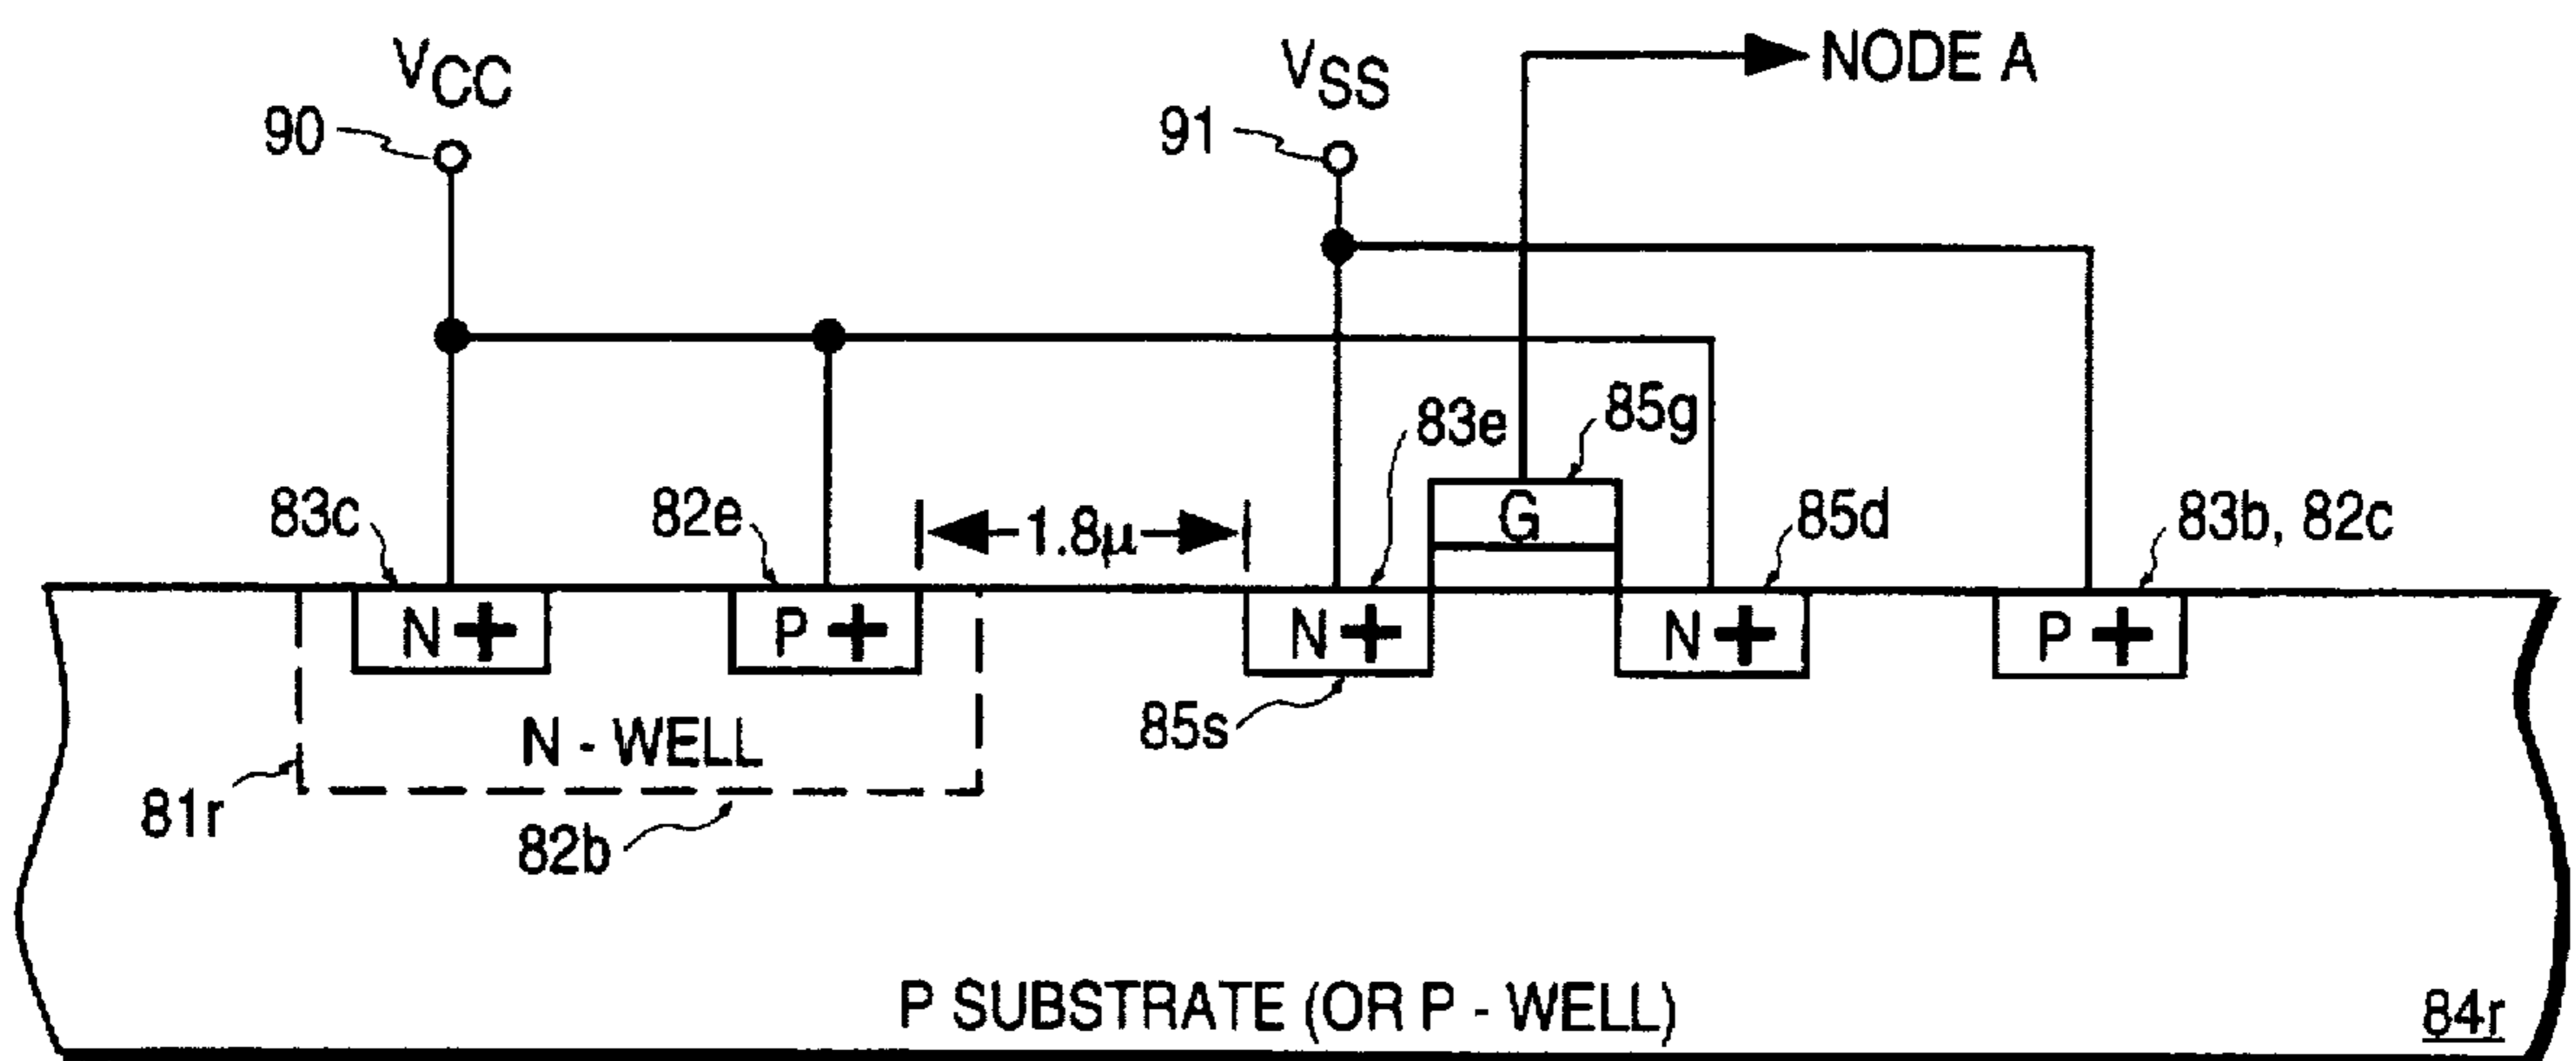 VCC
VSS
NODE A
90
91
83e
85g
83c
82e
1.8µ
85d
83b, 82c
G
N +
P +
N +
N +
P +
85s
N - WELL
81r
82b
P SUBSTRATE (OR P - WELL)
84r